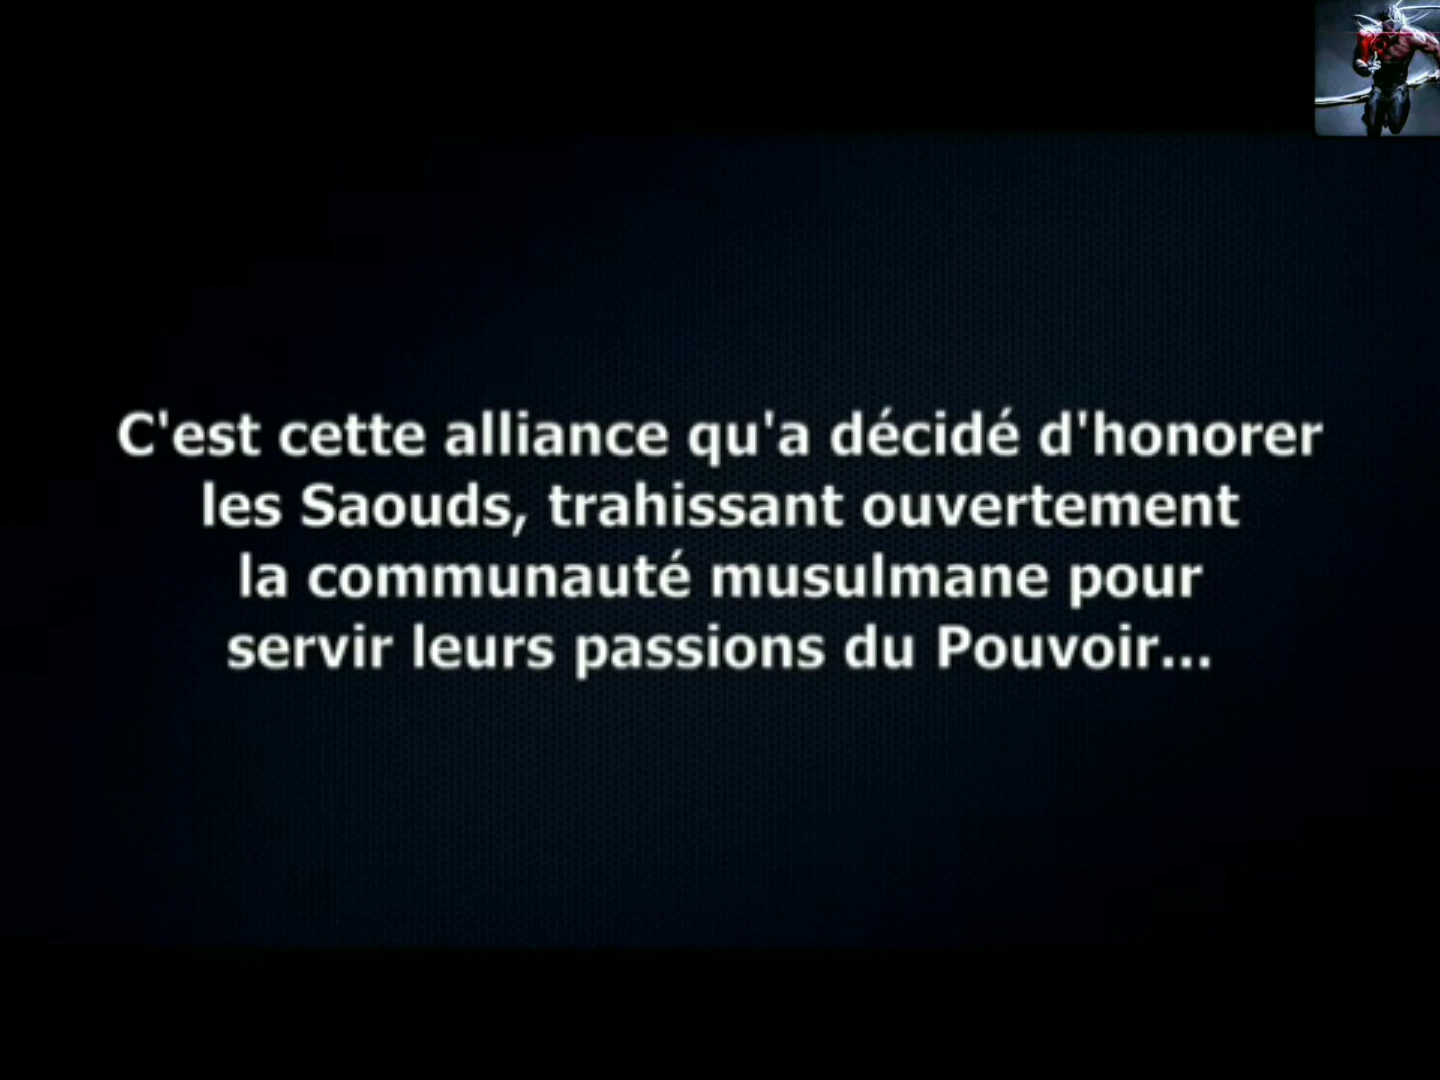 C'est cette alliance qu'a décidé d'honorer
les Saouds, trahissant ouvertement
la communauté musulmane pour
servir leurs passions du Pouvoir...